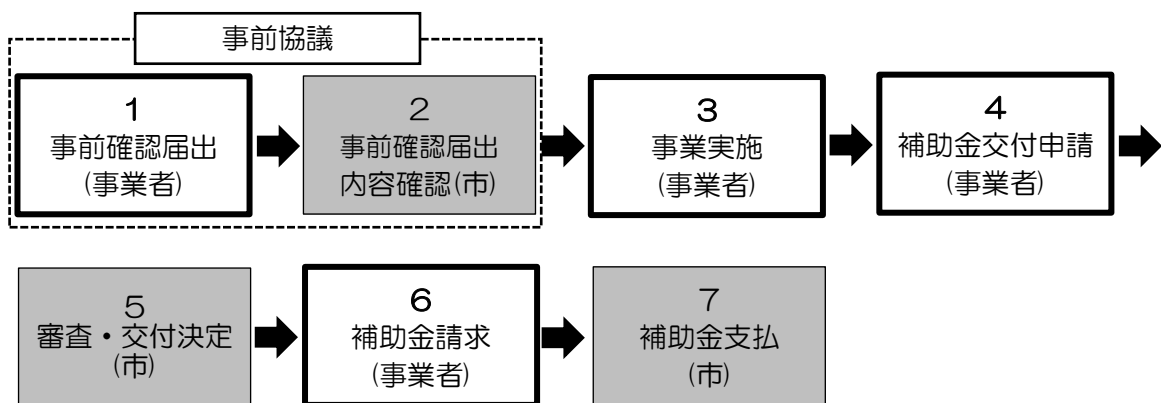 事前協議
1
事前確認届出
(事業者)
2
事前確認届出
内容確認(市)
3
事業実施
(事業者)
4
補助金交付申請
(事業者)
5
審査・交付決定
(市)
6
補助金請求
(事業者)
7
補助金支払
(市)